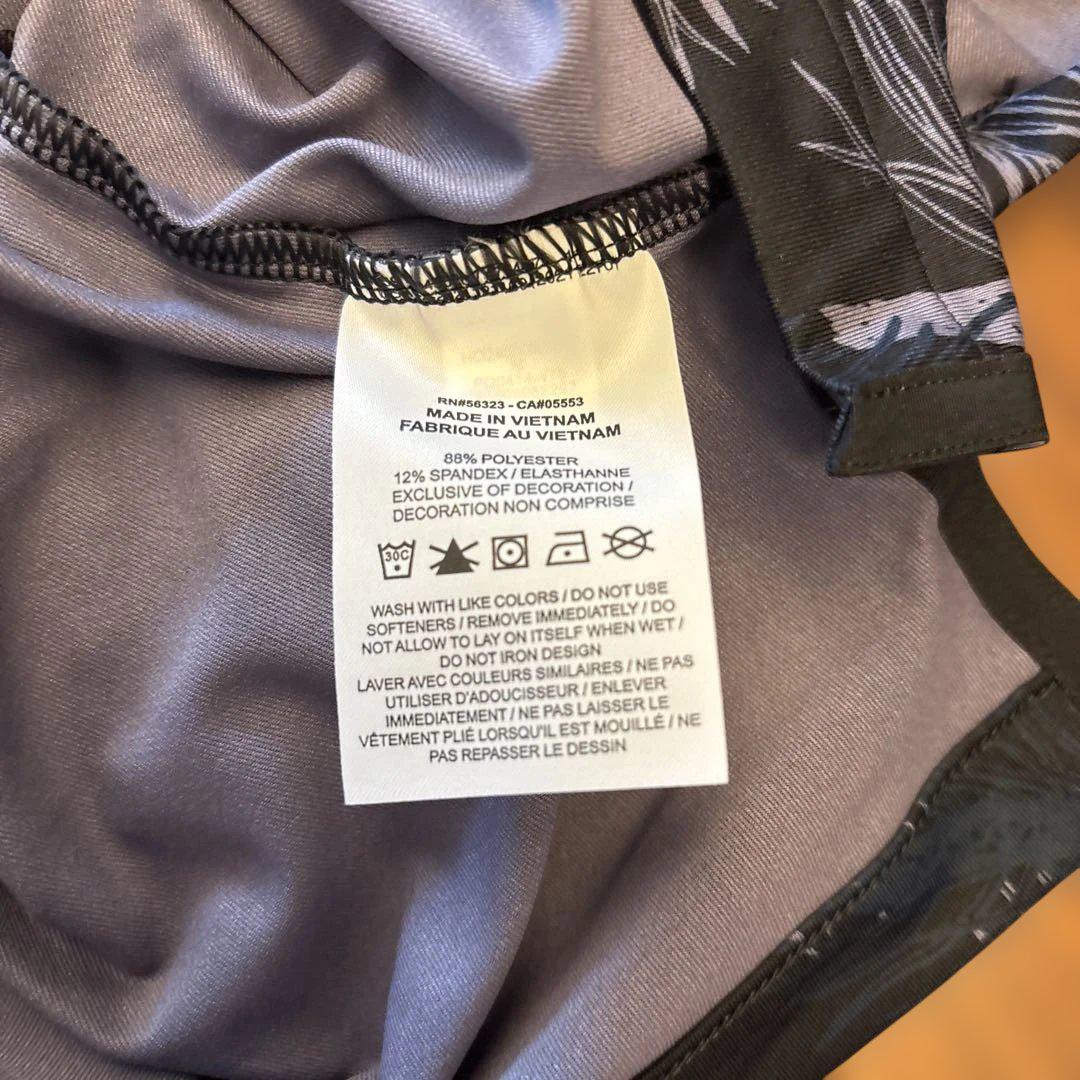 RN#56323 - CA#05553
MADE IN VIETNAM
FABRIQUE AU VIETNAM
88% POLYESTER
12% SPANDEX / ELASTHANNE
EXCLUSIVE OF DECORATION /
DECORATION NON COMPRISE
30C
WASH WITH LIKE COLORS / DO NOT USE
SOFTENERS / REMOVE IMMEDIATELY / DO
NOT ALLOW TO LAY ON ITSELF WHEN WET /
DO NOT IRON DESIGN
LAVER AVEC COULEURS SIMILAIRES / NE PAS
UTILISER D'ADOUCISSEUR / ENLEVER
IMMEDIATEMENT / NE PAS LAISSER LE
VÊTEMENT PLIÉ LORSQU'IL EST MOUILLÉ / NE
PAS REPASSER LE DESSIN